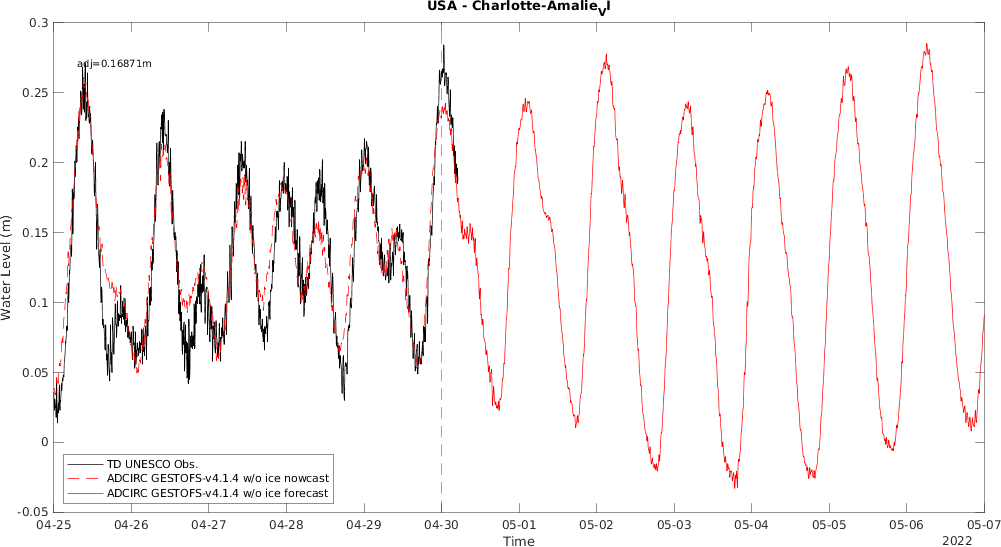 USA - Charlotte-Amalie_VI
adj=0.16871m
0.3
0.25
0.2
0.15
0.1
0.05
0
-0.05
Water Level (m)
TD UNESCO Obs.
ADCIRC GESTOFS-v4.1.4 w/o ice nowcast
ADCIRC GESTOFS-v4.1.4 w/o ice forecast
04-25 04-26 04-27 04-28 04-29 04-30 05-01 05-02 05-03 05-04 05-05 05-06 05-07
Time
2022